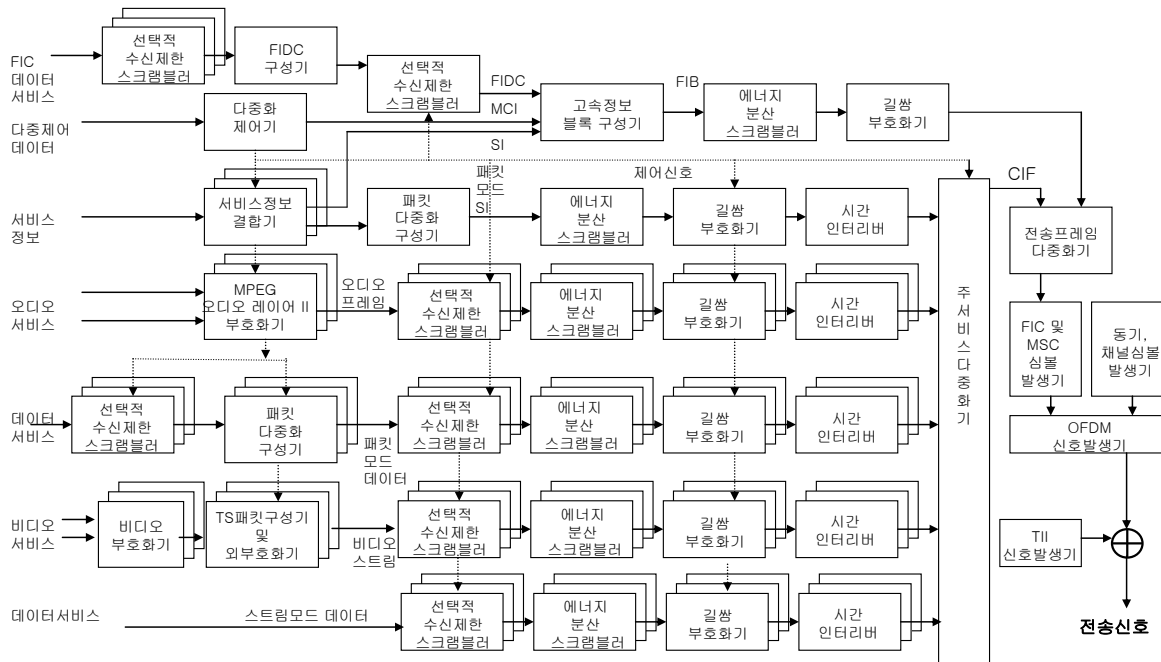 FIC
데이터
서비스
선택적
수신제한
스크램블러
FIDC
구성기
선택적
수신제한
스크램블러
FIDC
MCI
SI
고속정보
블록 구성기
FIB
에너지
분산
스크램블러
길쌈
부호화기
다중제어
데이터
다중화
제어기
패킷
모드
SI
제어신호
CIF
서비스
정보
서비스정보
결합기
패킷
다중화
구성기
에너지
분산
스크램블러
길쌈
부호화기
시간
인터리버
전송프레임
다중화기
오디오
서비스
MPEG
오디오 레이어 II
부호화기
오디오
프레임
선택적
수신제한
스크램블러
에너지
분산
스크램블러
길쌈
부호화기
시간
인터리버
주서비스다중화기
FIC 및
MSC
심볼
발생기
동기,
채널심볼
발생기
데이터
서비스
선택적
수신제한
스크램블러
패킷
다중화
구성기
패킷
모드
데이터
선택적
수신제한
스크램블러
에너지
분산
스크램블러
길쌈
부호화기
시간
인터리버
OFDM
신호발생기
비디오
서비스
비디오
부호화기
TS패킷구성기
및
외부호화기
비디오
스트림
선택적
수신제한
스크램블러
에너지
분산
스크램블러
길쌈
부호화기
시간
인터리버
TII
신호발생기
데이터서비스
스트림모드 데이터
선택적
수신제한
스크램블러
에너지
분산
스크램블러
길쌈
부호화기
시간
인터리버
전송신호